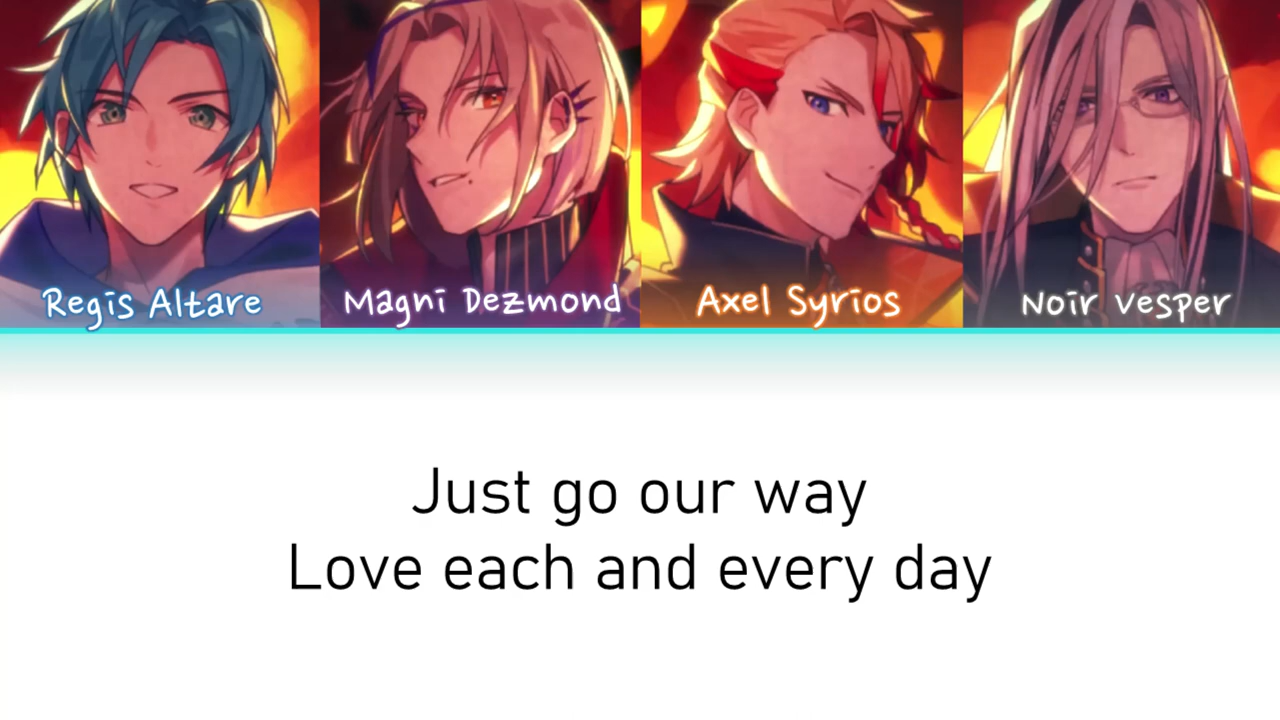 Regis Altare
Magni Dezmond
Axel Syrios
Noir Vesper
Just go our way
Love each and every day